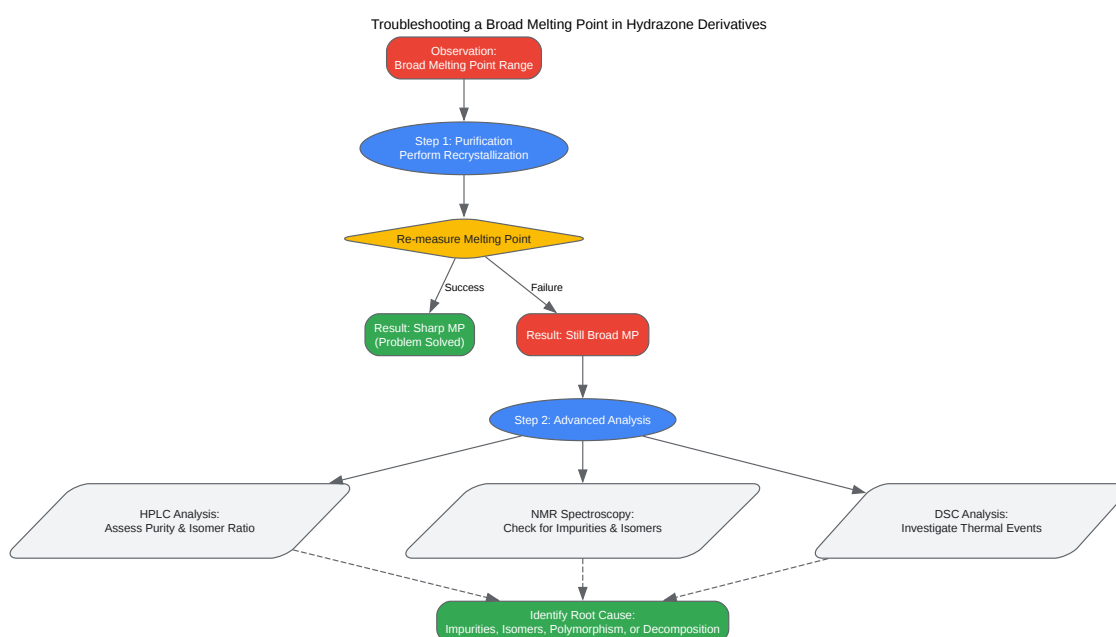 Troubleshooting a Broad Melting Point in Hydrazone Derivatives
Observation:
Broad Melting Point Range
Step 1: Purification
Perform Recrystallization
Re-measure Melting Point
Success
Failure
Result: Sharp MP
(Problem Solved)
Result: Still Broad MP
Step 2: Advanced Analysis
HPLC Analysis:
Assess Purity & Isomer Ratio
NMR Spectroscopy:
Check for Impurities & Isomers
DSC Analysis:
Investigate Thermal Events
Identify Root Cause:
Impurities, Isomers, Polymorphism, or Decomposition